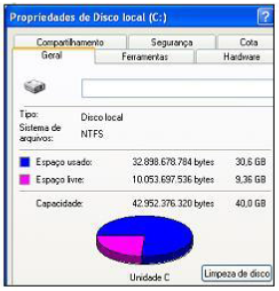 Propriedades de Disco local (C:)
?
Compartilhamento Segurança Cota
Geral Ferramentas Hardware
Tipo: Disco local
Sistema de arquivos: NTFS
Espaço usado: 32.898.678.784 bytes 30,6 GB
Espaço livre: 10.053.697.536 bytes 9,36 GB
Capacidade: 42.952.376.320 bytes 40,0 GB
Unidade C
Limpeza de disco